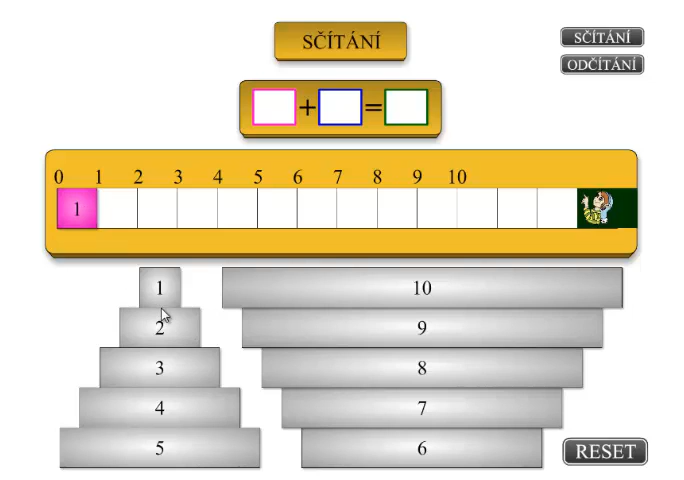 SČÍTÁNÍ
SČÍTÁNÍ
ODČÍTÁNÍ
+ =
0 1 2 3 4 5 6 7 8 9 10
1
1 10
2 9
3 8
4 7
5 6
RESET